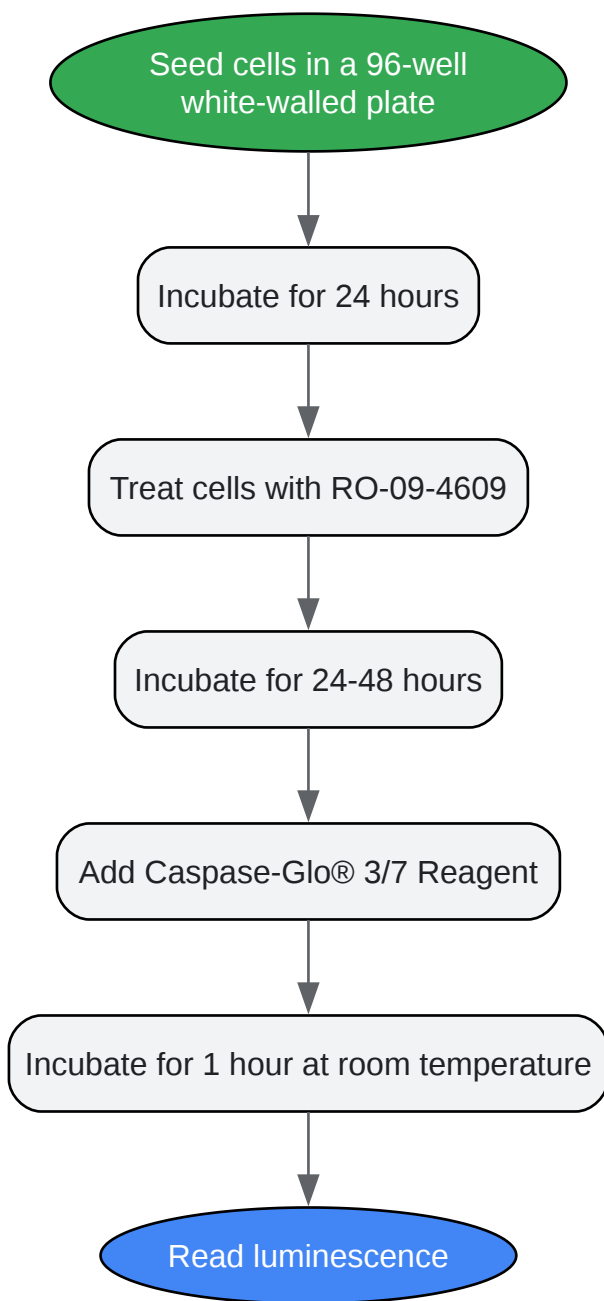 Seed cells in a 96-well
white-walled plate
Incubate for 24 hours
Treat cells with RO-09-4609
Incubate for 24-48 hours
Add Caspase-Glo® 3/7 Reagent
Incubate for 1 hour at room temperature
Read luminescence